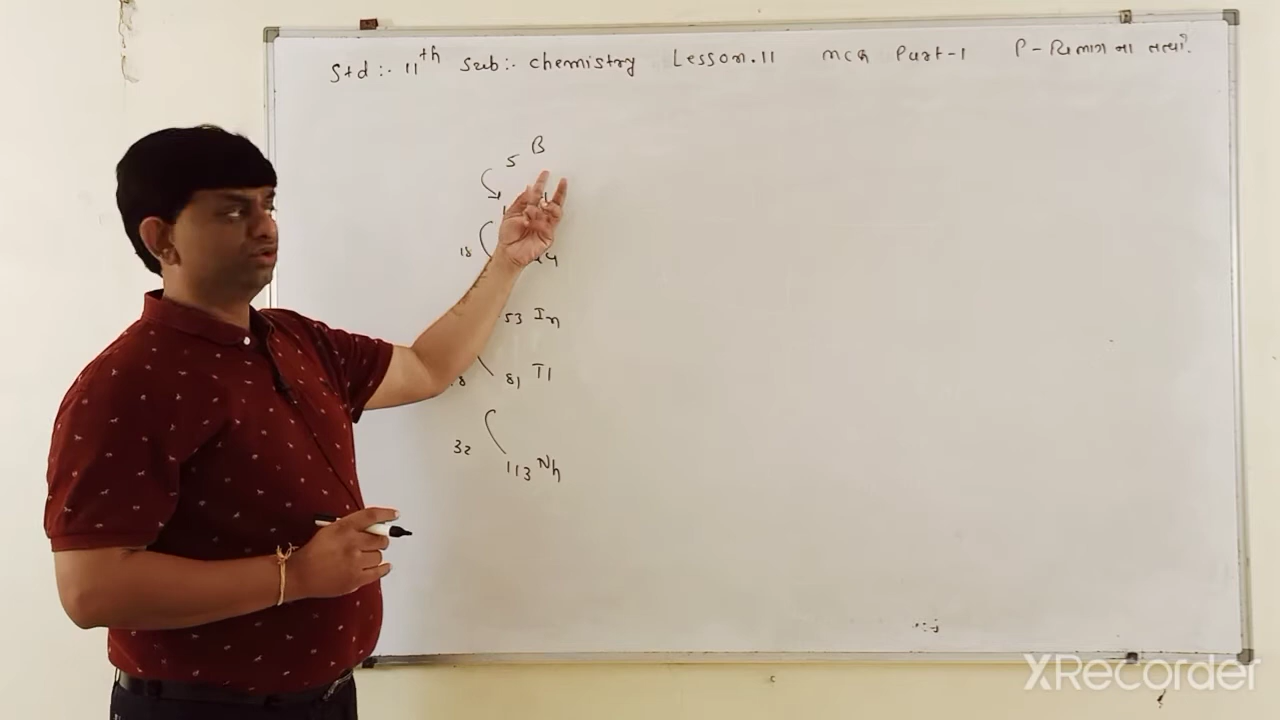 Std :- 11th Sub :- Chemistry Lesson.11 MCQ Part-1 P-વિભાગ ના તત્વો.
5 B
18
53 In
81 Tl
32
113 Nh
XRecorder